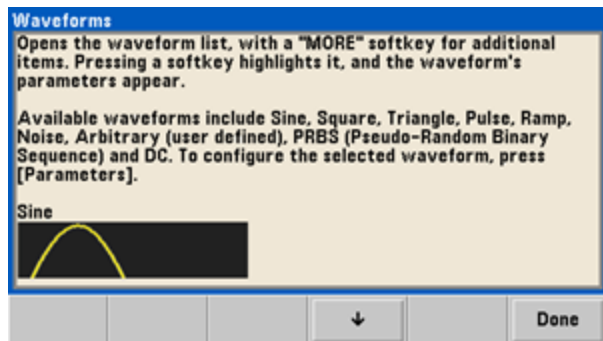 Waveforms
Opens the waveform list, with a "MORE" softkey for additional
items. Pressing a softkey highlights it, and the waveform's
parameters appear.
Available waveforms include Sine, Square, Triangle, Pulse, Ramp,
Noise, Arbitrary (user defined), PRBS (Pseudo-Random Binary
Sequence) and DC. To configure the selected waveform, press
[Parameters].
Sine
↓ Done